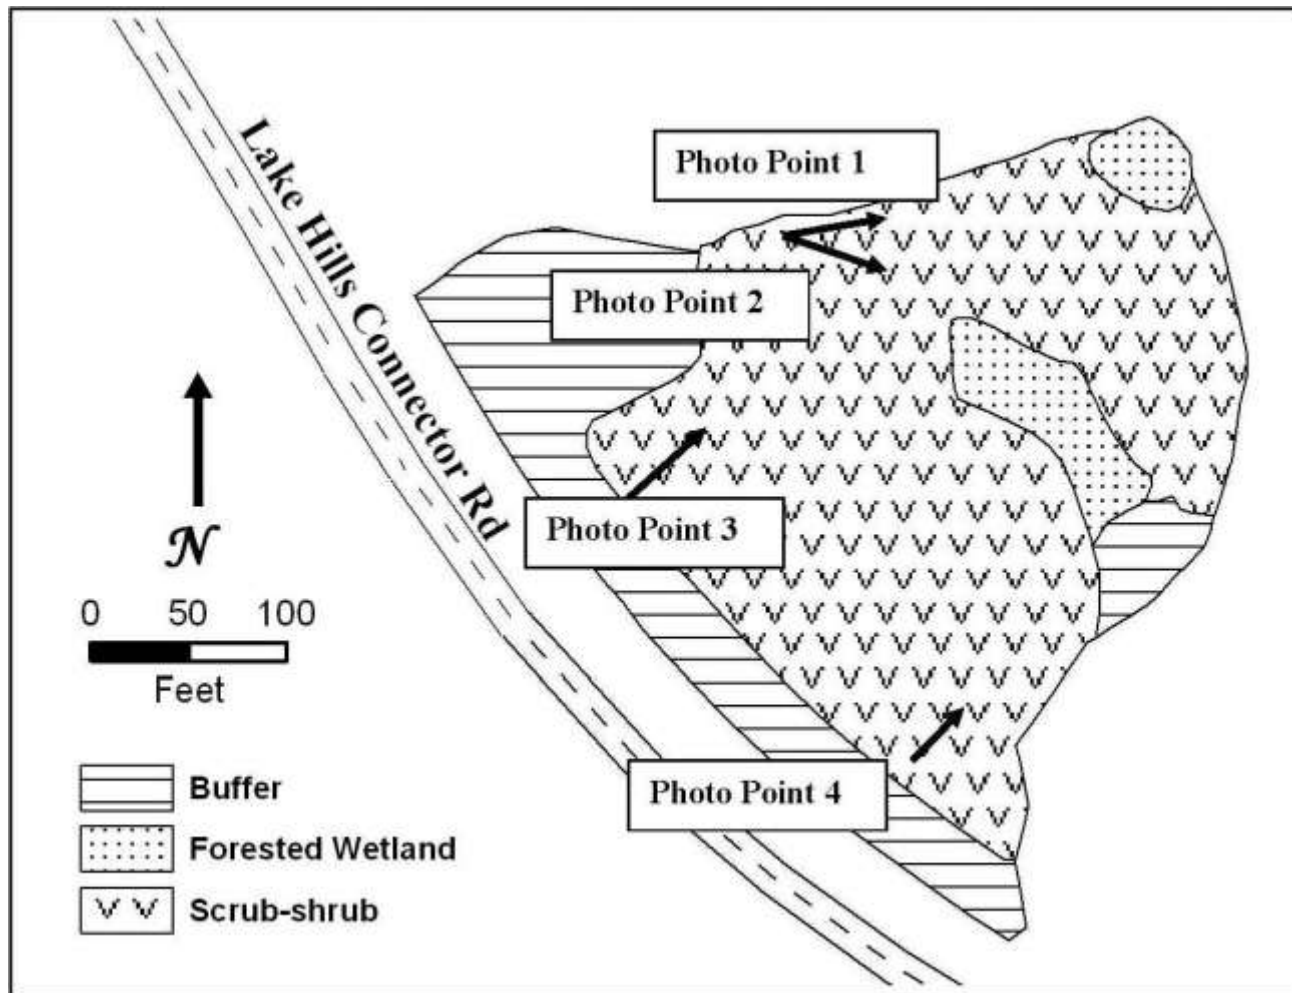 Lake Hills Connector Rd
Photo Point 1
Photo Point 2
Photo Point 3
Photo Point 4
N
0 50 100
Feet
Buffer
Forested Wetland
Scrub-shrub